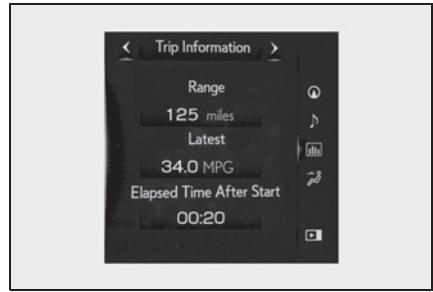 Trip Information
Range
125 miles
Latest
34.0 MPG
Elapsed Time After Start
00:20